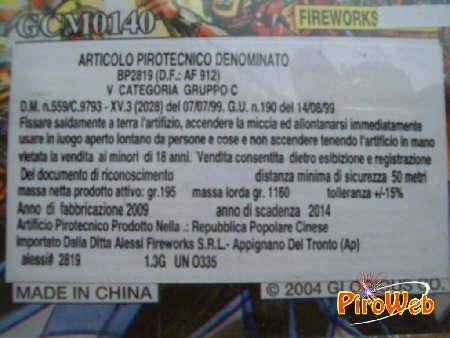 GCM0140
FIREWORKS
ARTICOLO PIROTECNICO DENOMINATO
BP2819 (D.F.: AF 912)
V CATEGORIA GRUPPO C
D.M. n.559/C.9793 - XV.3 (2028) del 07/07/99. G.U. n.190 del 14/08/99
Fissare saldamente a terra l'artifizio, accendere la miccia ed allontanarsi immediatamente
usare in luogo aperto lontano da persone e cose e non accendere tenendo l'artificio in mano
vietata la vendita ai minori di 18 anni. Vendita consentita dietro esibizione e registrazione
Del documento di riconoscimento distanza minima di sicurezza 50 metri
massa netta prodotto attivo: gr.195 massa lorda gr. 1160 tolleranza +/-15%
Anno di fabbricazione 2009 anno di scadenza 2014
Artificio Pirotecnico Prodotto Nella .: Repubblica Popolare Cinese
Importato Dalla Ditta Alessi Fireworks S.R.L- Appignano Del Tronto (Ap)
alessi# 2819 1.3G UN O335
MADE IN CHINA
© 2004 CO.
PiroWeb